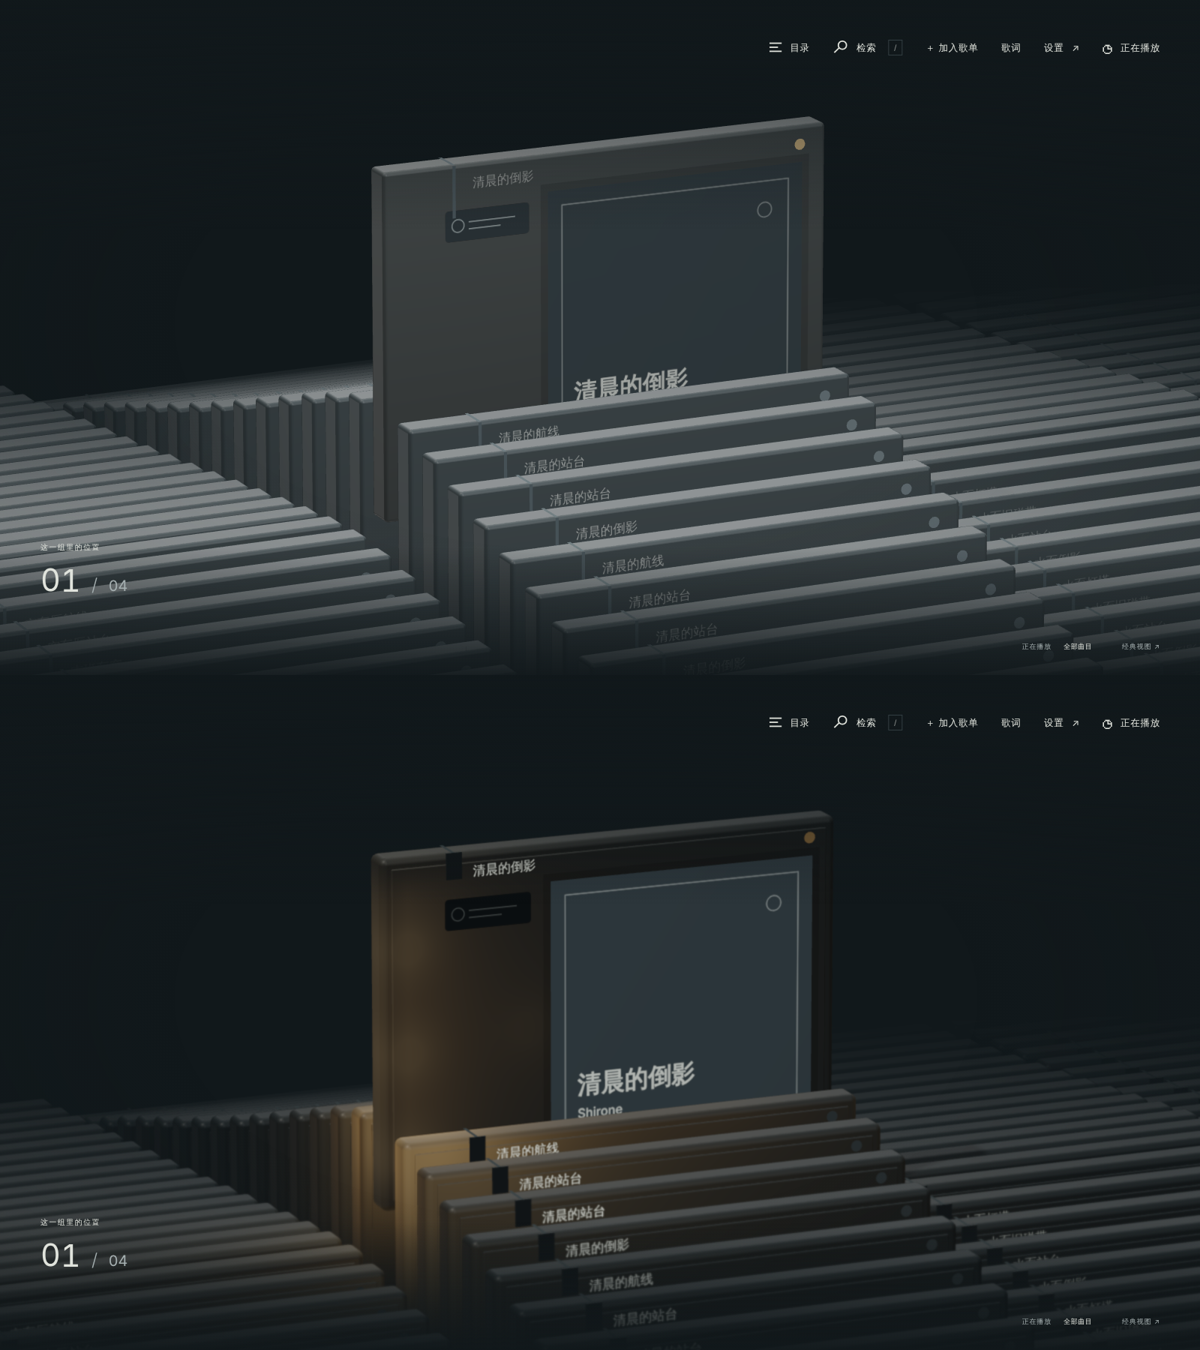 目录 检索 / + 加入歌单 歌词 设置 ↗ 正在播放
清晨的倒影
清晨的倒影
清晨的航线
清晨的站台
清晨的站台
清晨的倒影
清晨的航线
清晨的站台
清晨的站台
清晨的倒影
这一组里的位置
01 / 04
正在播放 全部曲目 经典视图 ↗
目录 检索 / + 加入歌单 歌词 设置 ↗ 正在播放
清晨的倒影
清晨的倒影
Shirone
清晨的航线
清晨的站台
清晨的站台
清晨的倒影
清晨的航线
清晨的站台
这一组里的位置
01 / 04
正在播放 全部曲目 经典视图 ↗